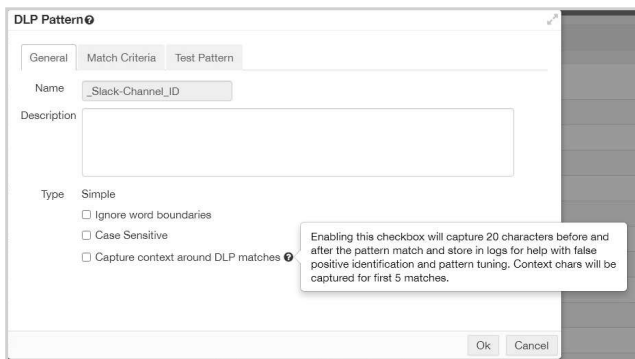 DLP Pattern
General Match Criteria Test Pattern
Name _Slack-Channel_ID
Description
Type Simple
Ignore word boundaries
Case Sensitive
Capture context around DLP matches
Enabling this checkbox will capture 20 characters before and
after the pattern match and store in logs for help with false
positive identification and pattern tuning. Context chars will be
captured for first 5 matches.
Ok Cancel